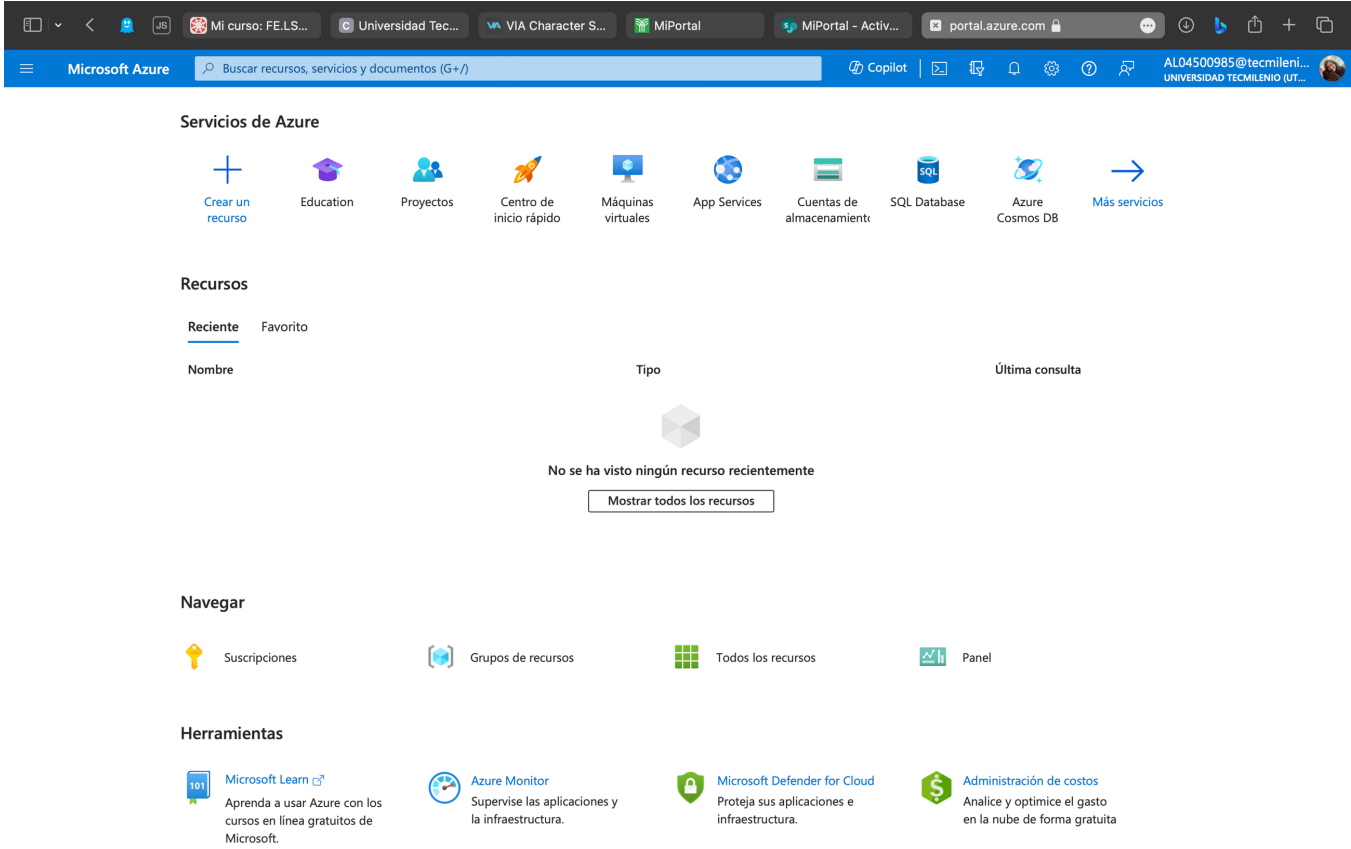 JS
Mi curso: FE.LS...
C Universidad Tec...
VIA Character S...
MiPortal
MiPortal - Activ...
portal.azure.com
Microsoft Azure
Buscar recursos, servicios y documentos (G+/)
Copilot
AL04500985@tecmileni...
UNIVERSIDAD TECMILENIO (UT...
Servicios de Azure
Crear un
recurso
Education
Proyectos
Centro de
inicio rápido
Máquinas
virtuales
App Services
Cuentas de
almacenamiento
SQL
SQL Database
Azure
Cosmos DB
Más servicios
Recursos
Reciente Favorito
Nombre Tipo Última consulta
No se ha visto ningún recurso recientemente
Mostrar todos los recursos
Navegar
Suscripciones
Grupos de recursos
Todos los recursos
Panel
Herramientas
101
Microsoft Learn
Aprenda a usar Azure con los
cursos en línea gratuitos de
Microsoft.
Azure Monitor
Supervise las aplicaciones y
la infraestructura.
Microsoft Defender for Cloud
Proteja sus aplicaciones e
infraestructura.
$
Administración de costos
Analice y optimice el gasto
en la nube de forma gratuita